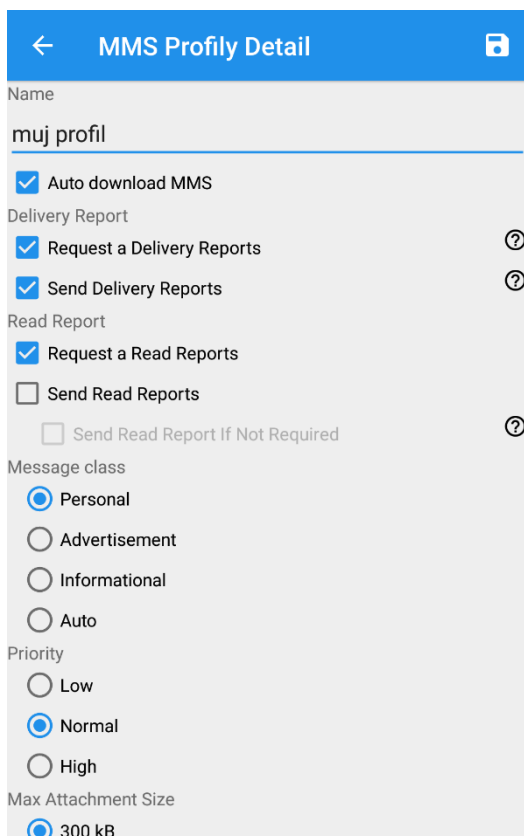 MMS Profily Detail
Name
muj profil
Auto download MMS
Delivery Report
Request a Delivery Reports
Send Delivery Reports
Read Report
Request a Read Reports
Send Read Reports
Send Read Report If Not Required
Message class
Personal
Advertisement
Informational
Auto
Priority
Low
Normal
High
Max Attachment Size
300 kB